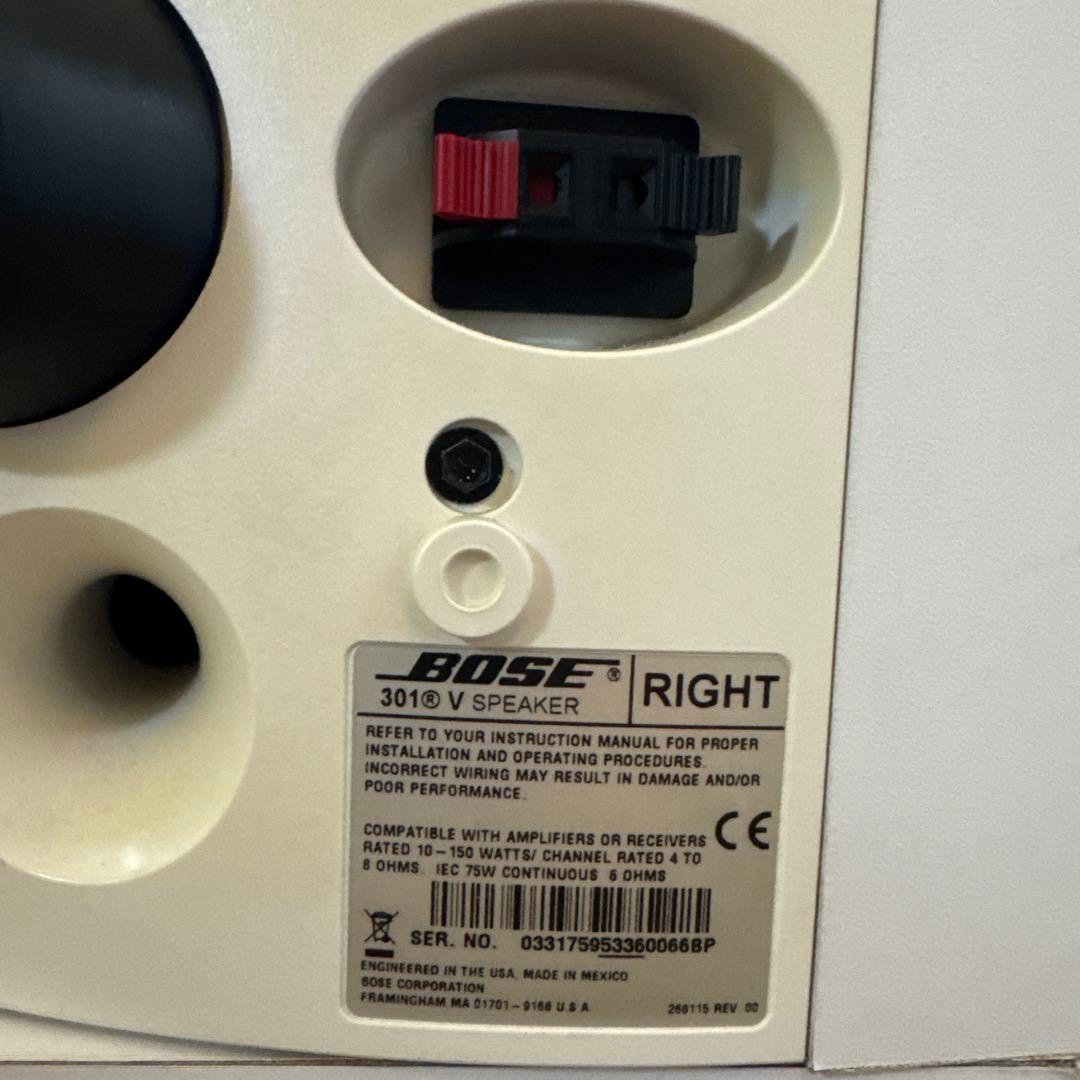 BOSE®
301® V SPEAKER
RIGHT
REFER TO YOUR INSTRUCTION MANUAL FOR PROPER
INSTALLATION AND OPERATING PROCEDURES.
INCORRECT WIRING MAY RESULT IN DAMAGE AND/OR
POOR PERFORMANCE.
COMPATIBLE WITH AMPLIFIERS OR RECEIVERS
RATED 10-150 WATTS/ CHANNEL RATED 4 TO
8 OHMS. IEC 75W CONTINUOUS 6 OHMS
CE
SER. NO. 033175953360066BP
ENGINEERED IN THE USA, MADE IN MEXICO
BOSE CORPORATION
FRAMINGHAM, MA 01701-9168 U.S.A.
266115 REV 00